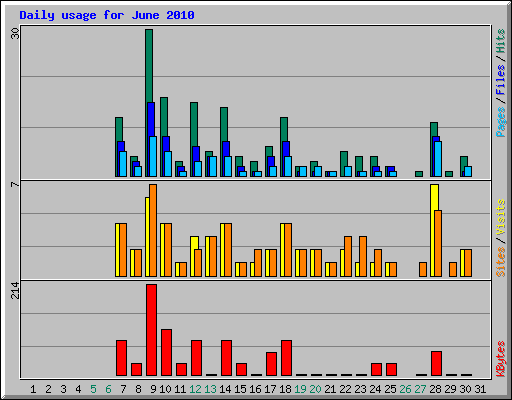 Daily usage for June 2010
30
Pages / Files / Hits
7
Sites / Visits
214
KBytes
1 2 3 4 5 6 7 8 9 10 11 12 13 14 15 16 17 18 19 20 21 22 23 24 25 26 27 28 29 30 31